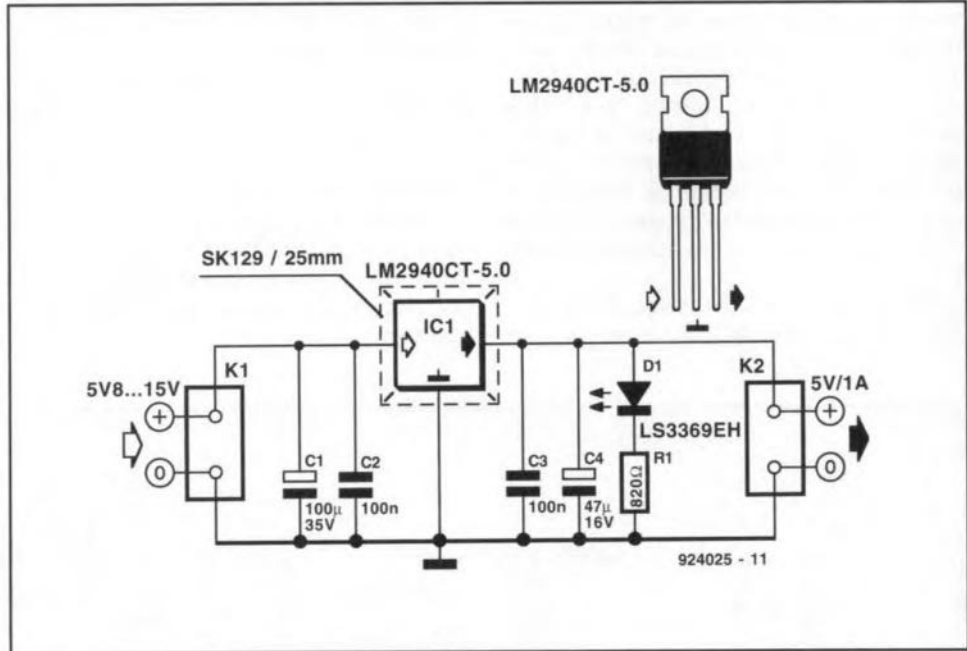 LM2940CT-5.0
SK129 / 25mm
LM2940CT-5.0
IC1
K1
5V8...15V
+
0
C1
100µ
35V
C2
100n
C3
100n
C4
47µ
16V
D1
LS3369EH
R1
820Ω
K2
5V/1A
+
0
924025 - 11